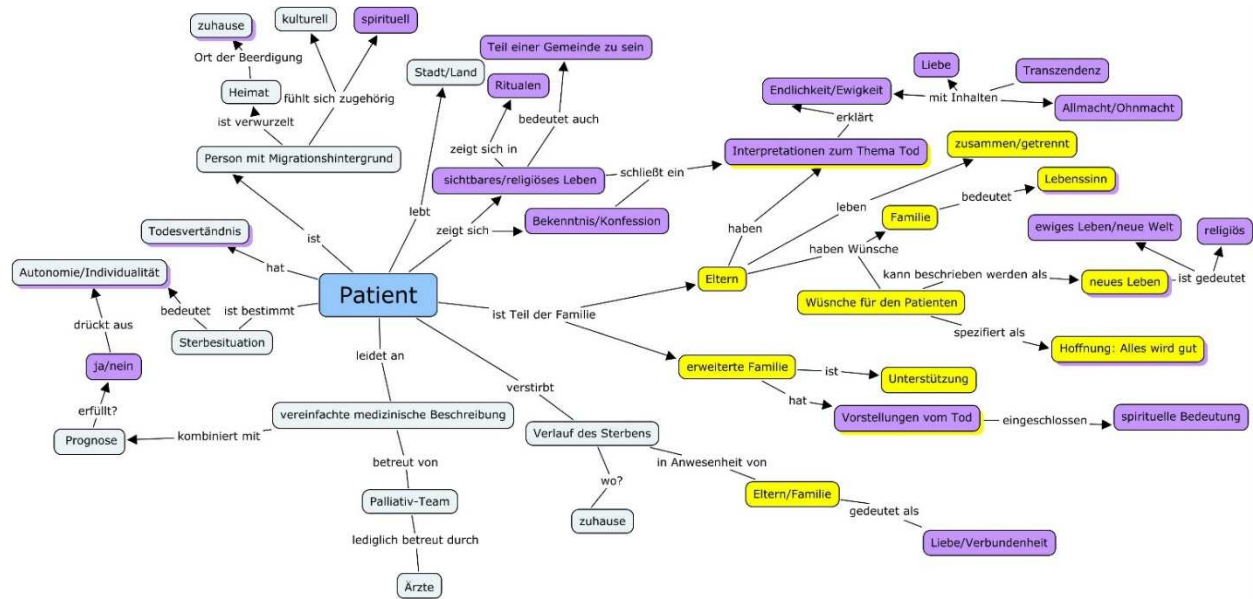 zuhause
kulturell
spirituell
Ort der Beerdigung
Heimat
fühlt sich zugehörig
ist verwurzelt
Person mit Migrationshintergrund
ist
Stadt/Land
lebt
Teil einer Gemeinde zu sein
Ritualen
bedeutet auch
zeigt sich in
sichtbares/religiöses Leben
schließt ein
zeigt sich
Bekenntnis/Konfession
Liebe
Transzendenz
Endlichkeit/Ewigkeit
mit Inhalten
Allmacht/Ohnmacht
erklärt
Interpretationen zum Thema Tod
zusammen/getrennt
Lebenssinn
bedeutet
leben
Familie
haben
haben Wünsche
Eltern
ewiges Leben/neue Welt
religiös
kann beschrieben werden als
neues Leben
ist gedeutet
Wüsnche für den Patienten
spezifiert als
Hoffnung: Alles wird gut
Todesvertändnis
hat
Autonomie/Individualität
bedeutet
ist bestimmt
Sterbesituation
drückt aus
ja/nein
erfüllt?
Prognose
kombiniert mit
Patient
ist Teil der Familie
erweiterte Familie
ist
Unterstützung
hat
Vorstellungen vom Tod
eingeschlossen
spirituelle Bedeutung
leidet an
vereinfachte medizinische Beschreibung
betreut von
Palliativ-Team
lediglich betreut durch
Ärzte
verstirbt
Verlauf des Sterbens
wo?
zuhause
in Anwesenheit von
Eltern/Familie
gedeutet als
Liebe/Verbundenheit